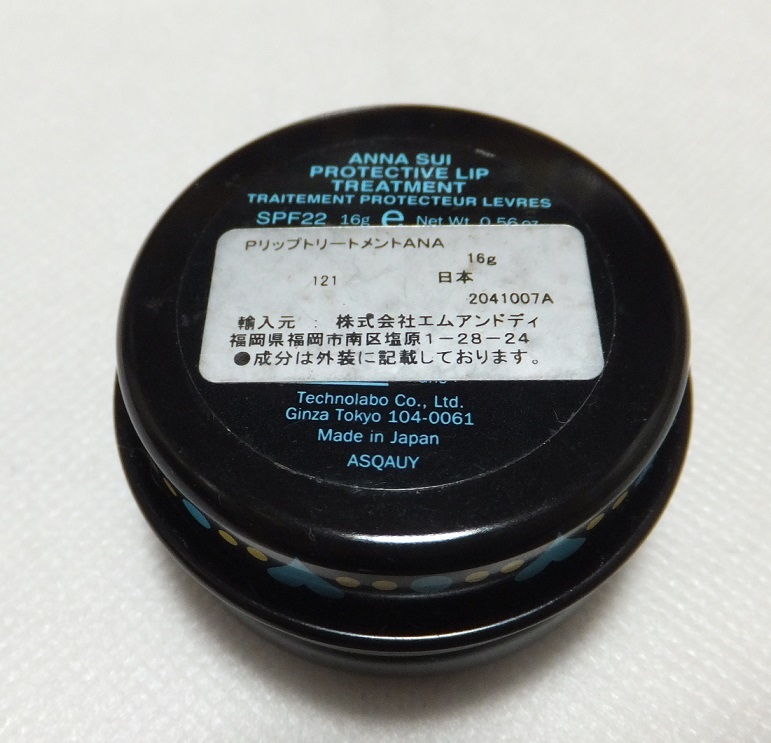 ANNA SUI
PROTECTIVE LIP
TREATMENT
TRAITEMENT PROTECTEUR LEVRES
SPF22 16g e Net Wt. 0.56 oz
PリップトリートメントANA
16g
121 日本
2041007A
輸入元 : 株式会社エムアンドディ
福岡県福岡市南区塩原1-28-24
●成分は外装に記載しております。
Technolabo Co., Ltd.
Ginza Tokyo 104-0061
Made in Japan
ASQAUY